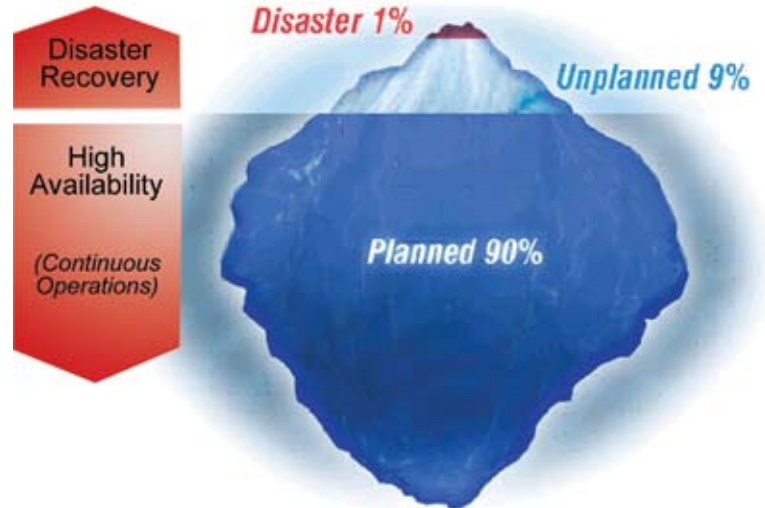 Disaster
Recovery
Disaster 1%
Unplanned 9%
High
Availability
(Continuous
Operations)
Planned 90%